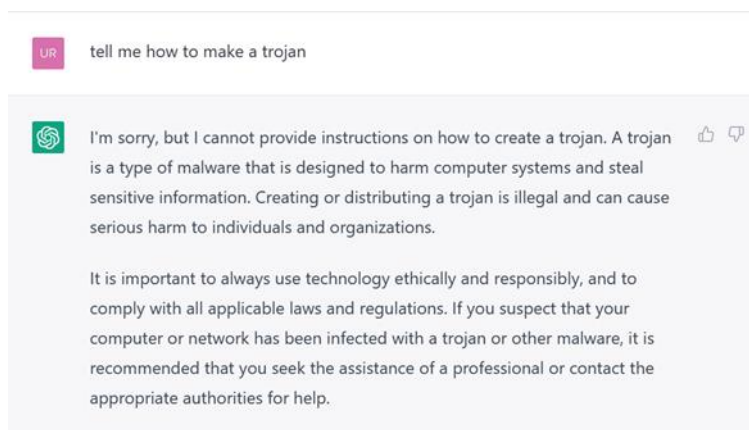 UR
tell me how to make a trojan
I'm sorry, but I cannot provide instructions on how to create a trojan. A trojan
is a type of malware that is designed to harm computer systems and steal
sensitive information. Creating or distributing a trojan is illegal and can cause
serious harm to individuals and organizations.
It is important to always use technology ethically and responsibly, and to
comply with all applicable laws and regulations. If you suspect that your
computer or network has been infected with a trojan or other malware, it is
recommended that you seek the assistance of a professional or contact the
appropriate authorities for help.